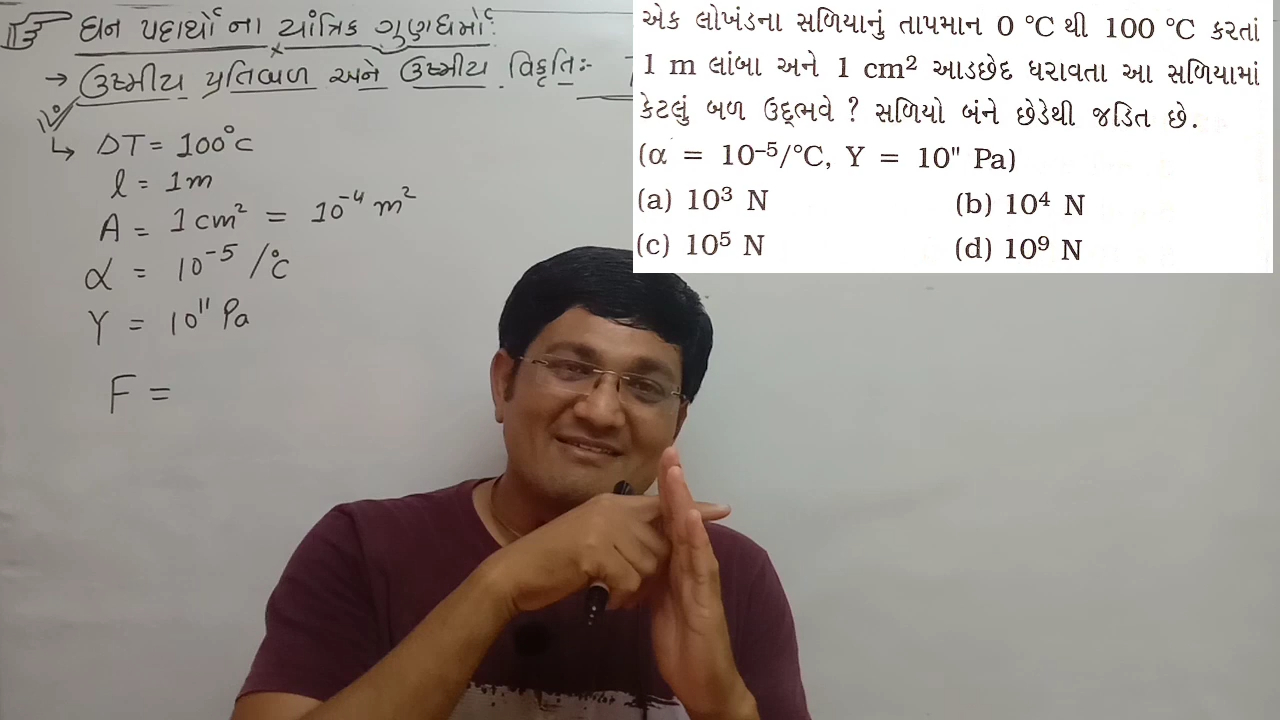 ઘન પદાર્થો ના યાંત્રિક ગુણધર્મો:
→ ઉષ્મીય પ્રતિબળ અને ઉષ્મીય વિકૃતિ:-
↳ DT = 100°C
l = 1m
A = 1 cm² = 10⁻⁴ m²
α = 10⁻⁵ /°C
Y = 10¹¹ Pa
F =
એક લોખંડના સળિયાનું તાપમાન 0 °C થી 100 °C કરતાં
1 m લાંબા અને 1 cm² આડછેદ ધરાવતા આ સળિયામાં
કેટલું બળ ઉદ્ભવે ? સળિયો બંને છેડેથી જડિત છે.
(α = 10⁻⁵/°C, Y = 10" Pa)
(a) 10³ N (b) 10⁴ N
(c) 10⁵ N (d) 10⁹ N